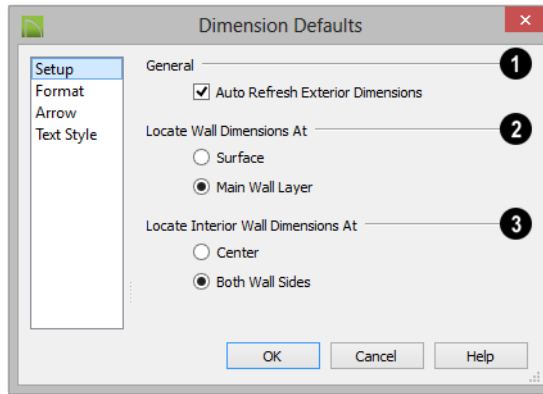 Dimension Defaults
Setup
Format
Arrow
Text Style
General
1
Auto Refresh Exterior Dimensions
Locate Wall Dimensions At
2
Surface
Main Wall Layer
Locate Interior Wall Dimensions At
3
Center
Both Wall Sides
OK
Cancel
Help